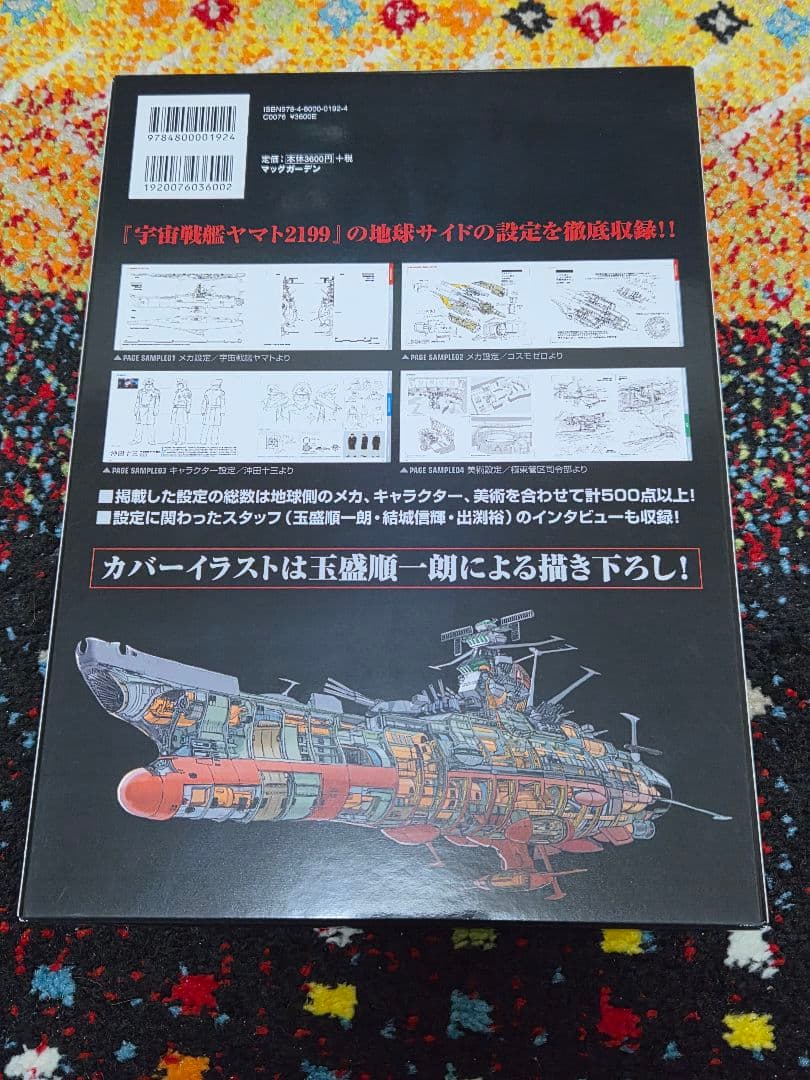 ISBN978-4-8000-0192-4
C0076 ¥3600E
9784800001924
定価：本体3600円＋税
マッグガーデン
1920076036002
『宇宙戦艦ヤマト2199』の地球サイドの設定を徹底収録!!
▲PAGE SAMPLE01 メカ設定／宇宙戦艦ヤマトより
▲PAGE SAMPLE02 メカ設定／コスモゼロより
沖田十三
▲PAGE SAMPLE03 キャラクター設定／沖田十三より
▲PAGE SAMPLE04 美術設定／極東管区司令部より
■掲載した設定の総数は地球側のメカ、キャラクター、美術を合わせて計500点以上!
■設定に関わったスタッフ（玉盛順一朗・結城信輝・出渕裕）のインタビューも収録!
カバーイラストは玉盛順一朗による描き下ろし!